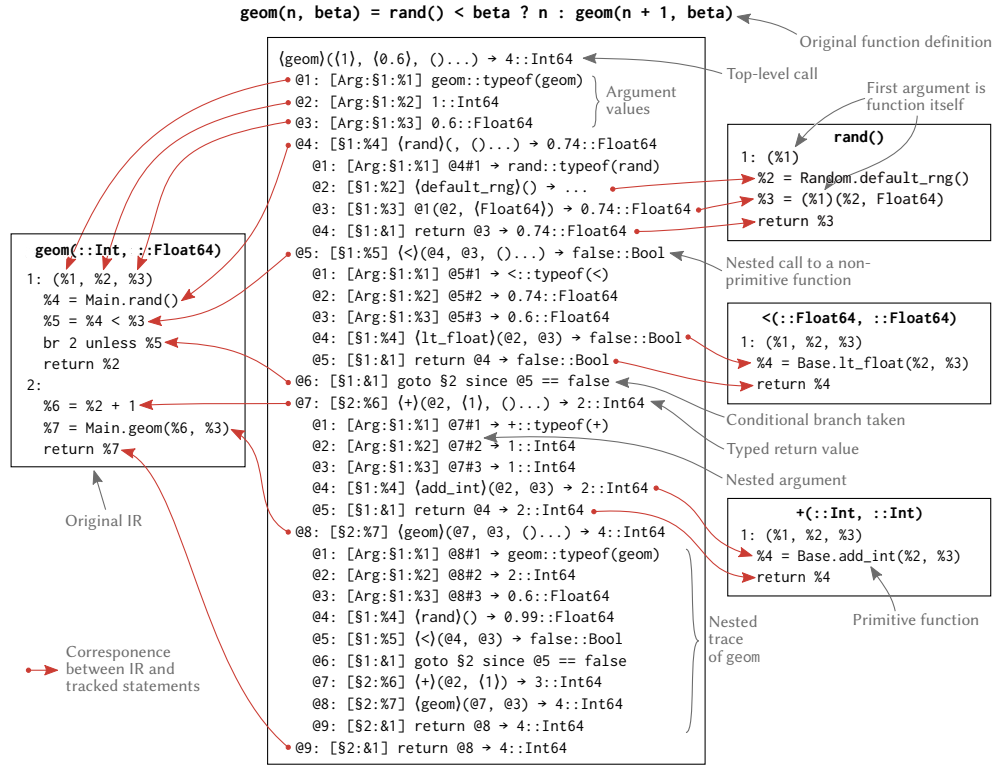 geom(n, beta) = rand() < beta ? n : geom(n + 1, beta)
Original function definition
⟨geom⟩(⟨1⟩, ⟨0.6⟩, ()...) → 4::Int64
Top-level call
@1: [Arg:§1:%1] geom::typeof(geom)
@2: [Arg:§1:%2] 1::Int64
@3: [Arg:§1:%3] 0.6::Float64
Argument
values
@4: [§1:%4] ⟨rand⟩(, ()...) → 0.74::Float64
@1: [Arg:§1:%1] @4#1 → rand::typeof(rand)
@2: [§1:%2] ⟨default_rng⟩() → ...
@3: [§1:%3] @1(@2, ⟨Float64⟩) → 0.74::Float64
@4: [§1:&1] return @3 → 0.74::Float64
@5: [§1:%5] ⟨<⟩(@4, @3, ()...) → false::Bool
@1: [Arg:§1:%1] @5#1 → <::typeof(<)
@2: [Arg:§1:%2] @5#2 → 0.74::Float64
@3: [Arg:§1:%3] @5#3 → 0.6::Float64
@4: [§1:%4] ⟨lt_float⟩(@2, @3) → false::Bool
@5: [§1:&1] return @4 → false::Bool
@6: [§1:&1] goto §2 since @5 == false
@7: [§2:%6] ⟨+⟩(@2, ⟨1⟩, ()...) → 2::Int64
@1: [Arg:§1:%1] @7#1 → +::typeof(+)
@2: [Arg:§1:%2] @7#2 → 1::Int64
@3: [Arg:§1:%3] @7#3 → 1::Int64
@4: [§1:%4] ⟨add_int⟩(@2, @3) → 2::Int64
@5: [§1:&1] return @4 → 2::Int64
@8: [§2:%7] ⟨geom⟩(@7, @3, ()...) → 4::Int64
@1: [Arg:§1:%1] @8#1 → geom::typeof(geom)
@2: [Arg:§1:%2] @8#2 → 2::Int64
@3: [Arg:§1:%3] @8#3 → 0.6::Float64
@4: [§1:%4] ⟨rand⟩() → 0.99::Float64
@5: [§1:%5] ⟨<⟩(@4, @3) → false::Bool
@6: [§1:&1] goto §2 since @5 == false
@7: [§2:%6] ⟨+⟩(@2, ⟨1⟩) → 3::Int64
@8: [§2:%7] ⟨geom⟩(@7, @3) → 4::Int64
@9: [§2:&1] return @8 → 4::Int64
@9: [§2:&1] return @8 → 4::Int64
geom(::Int, ::Float64)
1: (%1, %2, %3)
%4 = Main.rand()
%5 = %4 < %3
br 2 unless %5
return %2
2:
%6 = %2 + 1
%7 = Main.geom(%6, %3)
return %7
Original IR
Corresponence
between IR and
tracked statements
First argument is
function itself
rand()
1: (%1)
%2 = Random.default_rng()
%3 = (%1)(%2, Float64)
return %3
Nested call to a non-
primitive function
<(::Float64, ::Float64)
1: (%1, %2, %3)
%4 = Base.lt_float(%2, %3)
return %4
Conditional branch taken
Typed return value
Nested argument
+(::Int, ::Int)
1: (%1, %2, %3)
%4 = Base.add_int(%2, %3)
return %4
Primitive function
Nested
trace
of geom